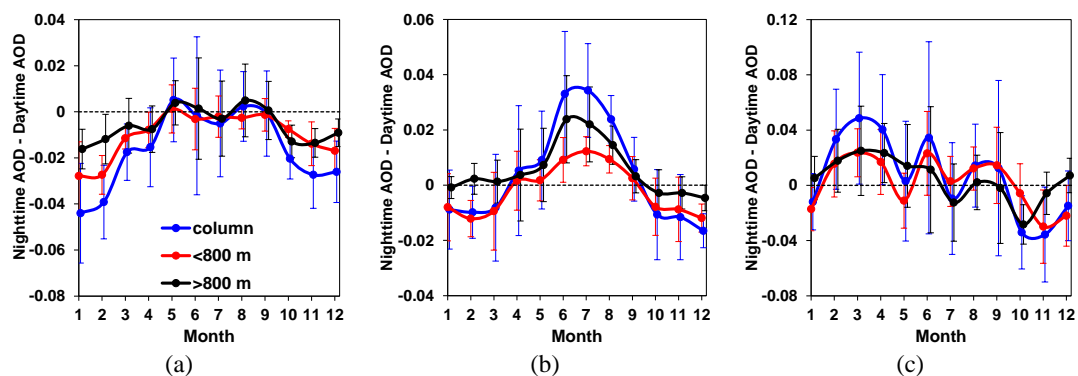 Nighttime AOD - Daytime AOD
0.04
0.02
0
-0.02
-0.04
-0.06
-0.08
column
<800 m
>800 m
1 2 3 4 5 6 7 8 9 10 11 12
Month
(a)
Nighttime AOD - Daytime AOD
0.06
0.04
0.02
0
-0.02
-0.04
1 2 3 4 5 6 7 8 9 10 11 12
Month
(b)
Nighttime AOD - Daytime AOD
0.12
0.08
0.04
0
-0.04
-0.08
1 2 3 4 5 6 7 8 9 10 11 12
Month
(c)